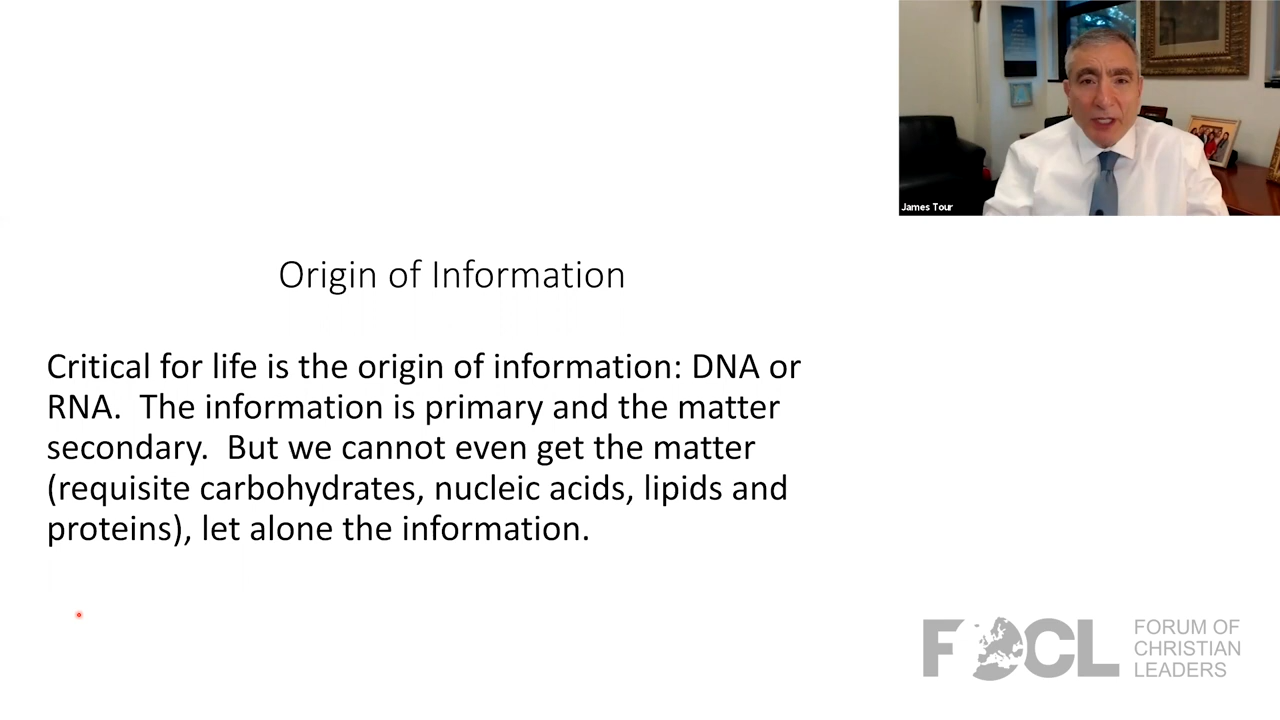 James Tour
Origin of Information
Critical for life is the origin of information: DNA or
RNA.  The information is primary and the matter
secondary.  But we cannot even get the matter
(requisite carbohydrates, nucleic acids, lipids and
proteins), let alone the information.
FOCL
FORUM OF
CHRISTIAN
LEADERS